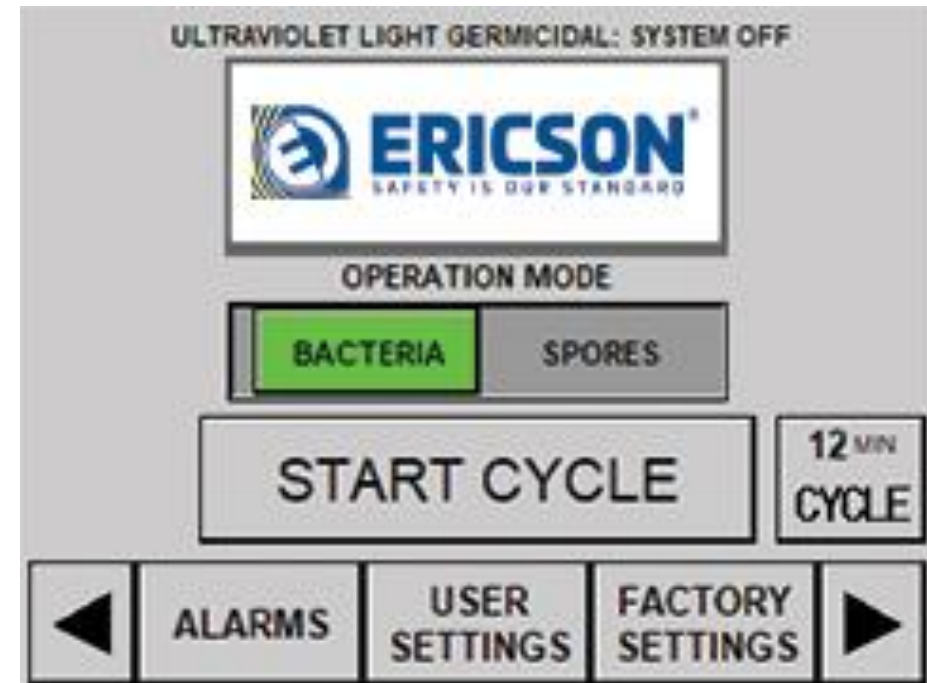 ULTRAVIOLET LIGHT GERMICIDAL: SYSTEM OFF
ERICSON®
SAFETY IS OUR STANDARD
OPERATION MODE
BACTERIA SPORES
START CYCLE
12 MIN
CYCLE
ALARMS
USER
SETTINGS
FACTORY
SETTINGS